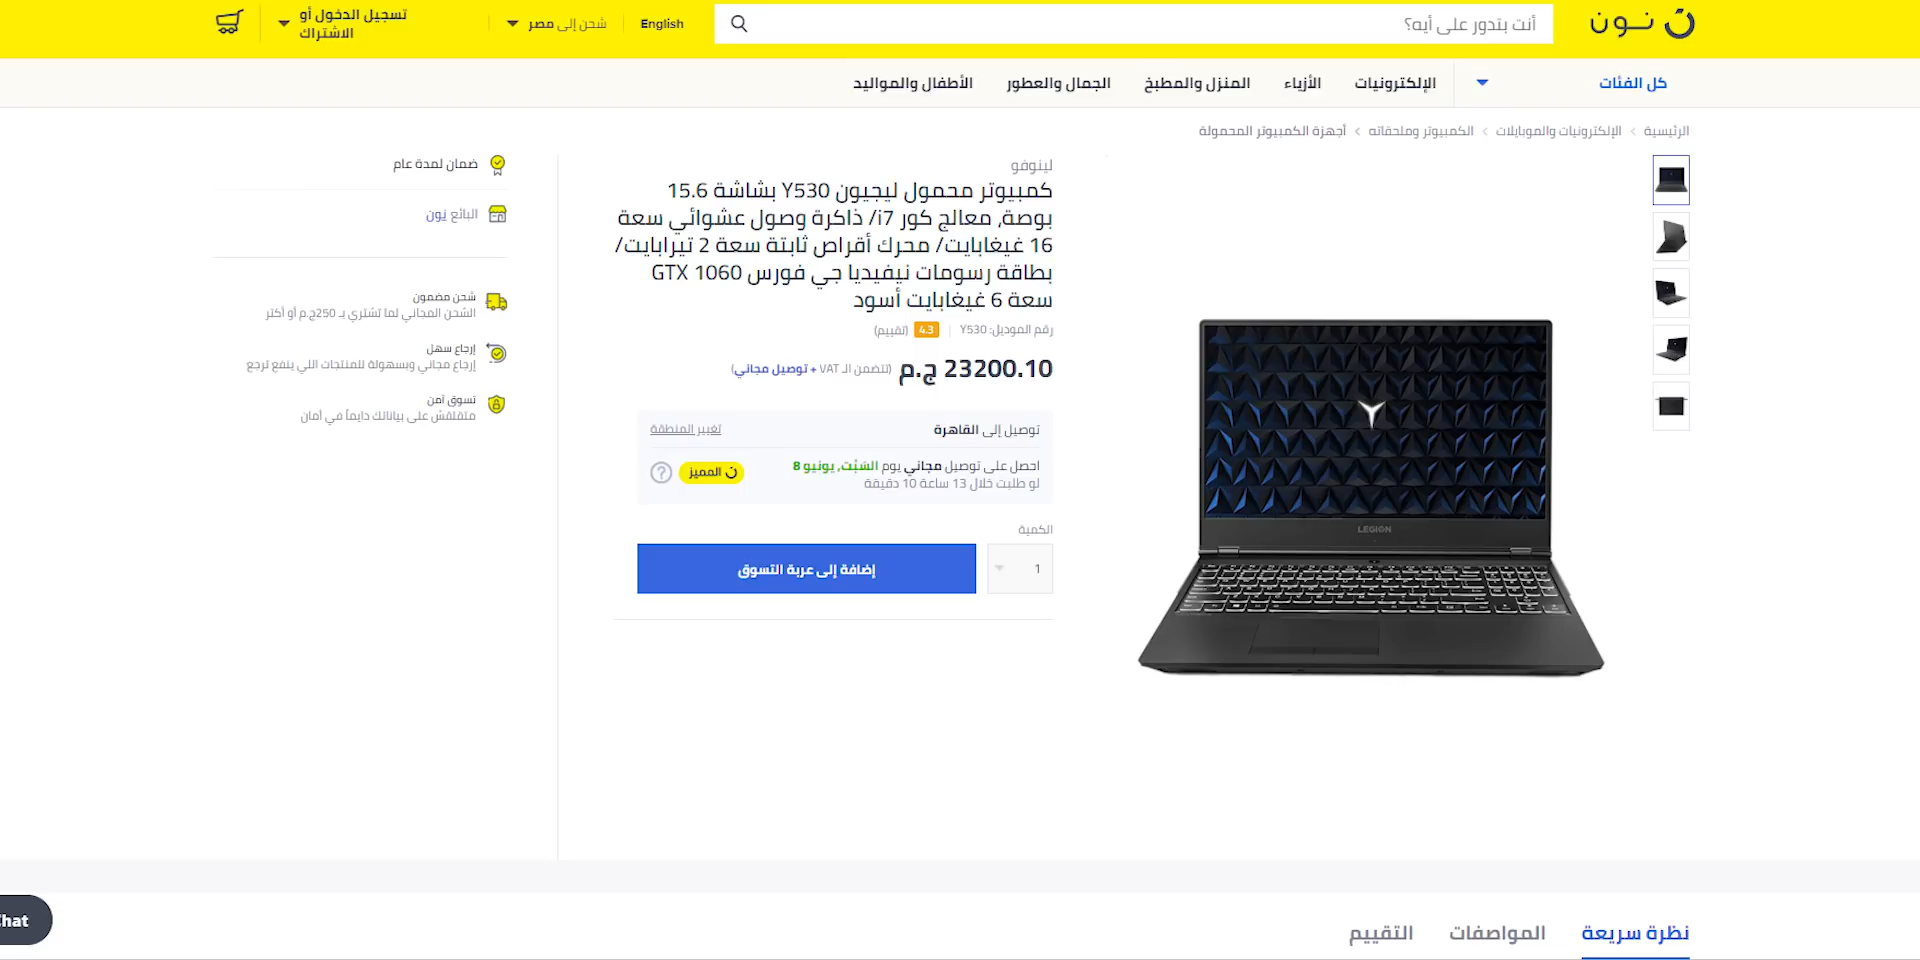 نـون
أنت بتدور على أيه؟
English
شحن إلى مصر
تسجيل الدخول أو
الاشتراك
كل الفئات
الإلكترونيات
الأزياء
المنزل والمطبخ
الجمال والعطور
الأطفال والمواليد
الرئيسية > الإلكترونيات والموبايلات > الكمبيوتر وملحقاته > أجهزة الكمبيوتر المحمولة
LEGION
لينوفو
كمبيوتر محمول ليجيون Y530 بشاشة 15.6
بوصة، معالج كور i7/ ذاكرة وصول عشوائي سعة
16 غيغابايت/ محرك أقراص ثابتة سعة 2 تيرابايت/
بطاقة رسومات نيفيديا جي فورس GTX 1060
سعة 6 غيغابايت أسود
رقم الموديل: Y530 | 4.3 (تقييم)
23200.10 ج.م (تتضمن الـ VAT + توصيل مجاني)
توصيل إلى القاهرة
تغيير المنطقة
احصل على توصيل مجاني يوم السَبْت, يونيو 8
لو طلبت خلال 13 ساعة 10 دقيقة
المميز
?
الكمية
1
إضافة إلى عربة التسوق
ضمان لمدة عام
البائع نون
شحن مضمون
الشحن المجاني لما تشتري بـ 250ج.م أو أكتر
إرجاع سهل
إرجاع مجاني وبسهولة للمنتجات اللي ينفع ترجع
تسوق آمن
متقلقش على بياناتك دايماً في أمان
نظرة سريعة
المواصفات
التقييم
hat